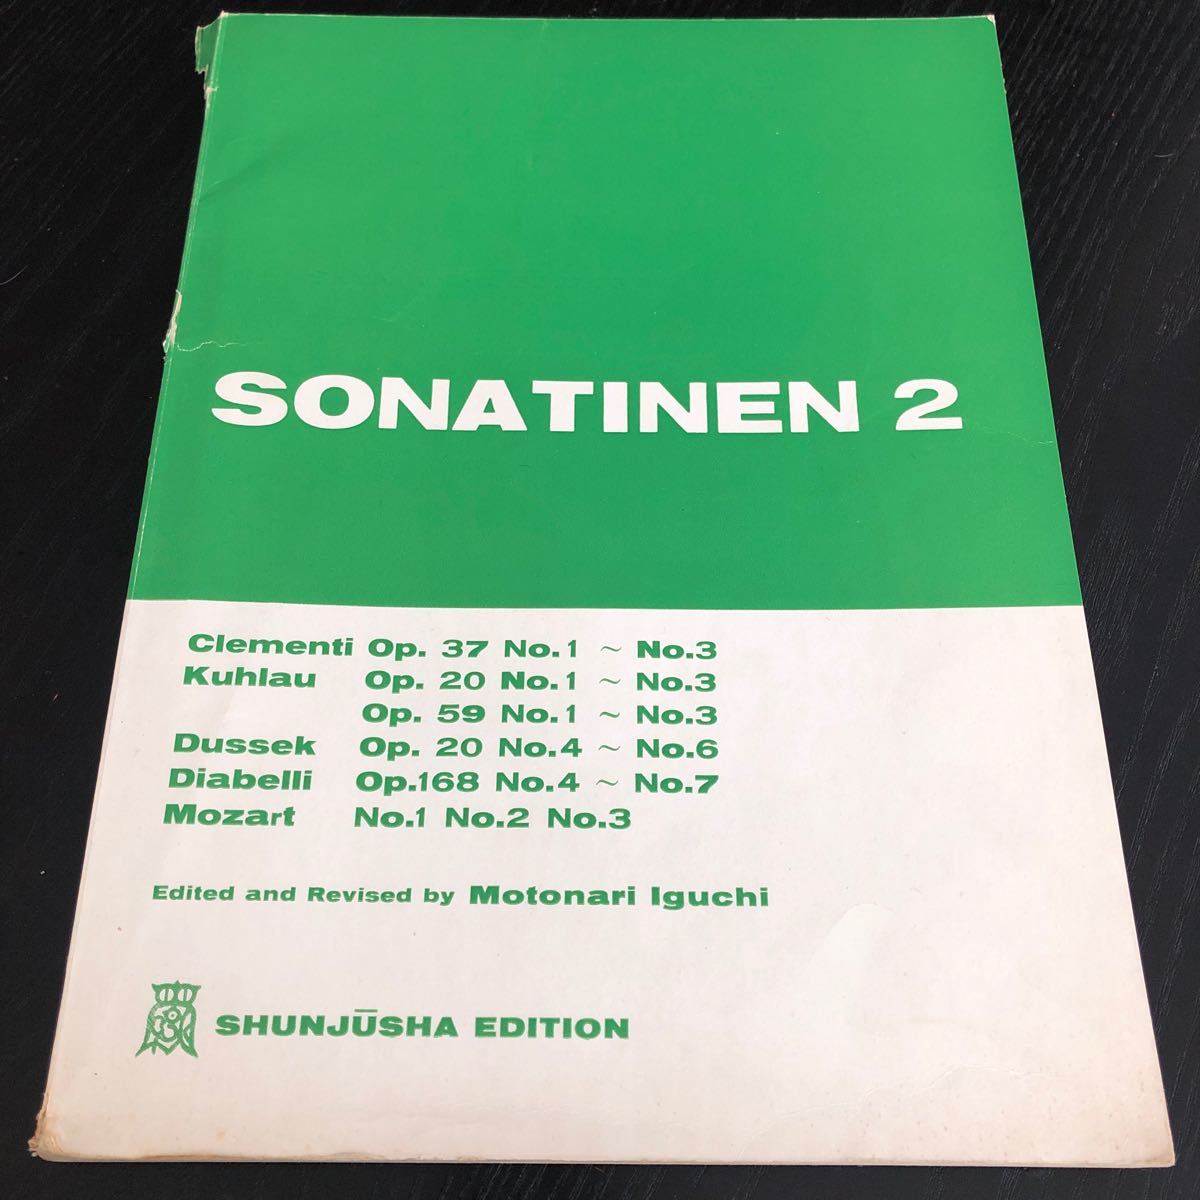 SONATINEN 2
Clementi Op. 37 No.1 ~ No.3
Kuhlau Op. 20 No.1 ~ No.3
Op. 59 No.1 ~ No.3
Dussek Op. 20 No.4 ~ No.6
Diabelli Op.168 No.4 ~ No.7
Mozart No.1 No.2 No.3
Edited and Revised by Motonari Iguchi
SHUNJŪSHA EDITION